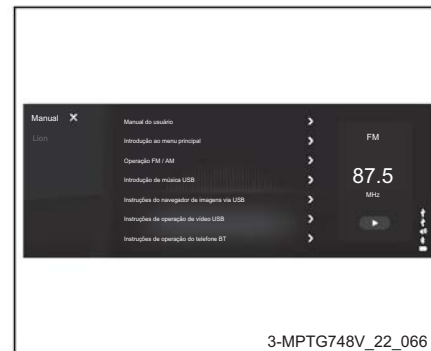 Manual
Lion
Manual do usuário
Introdução ao menu principal
Operação FM / AM
Introdução de música USB
Instruções do navegador de imagens via USB
Instruções de operação de vídeo USB
Instruções de operação do telefone BT
FM
87.5
MHz
3-MPTG748V_22_066